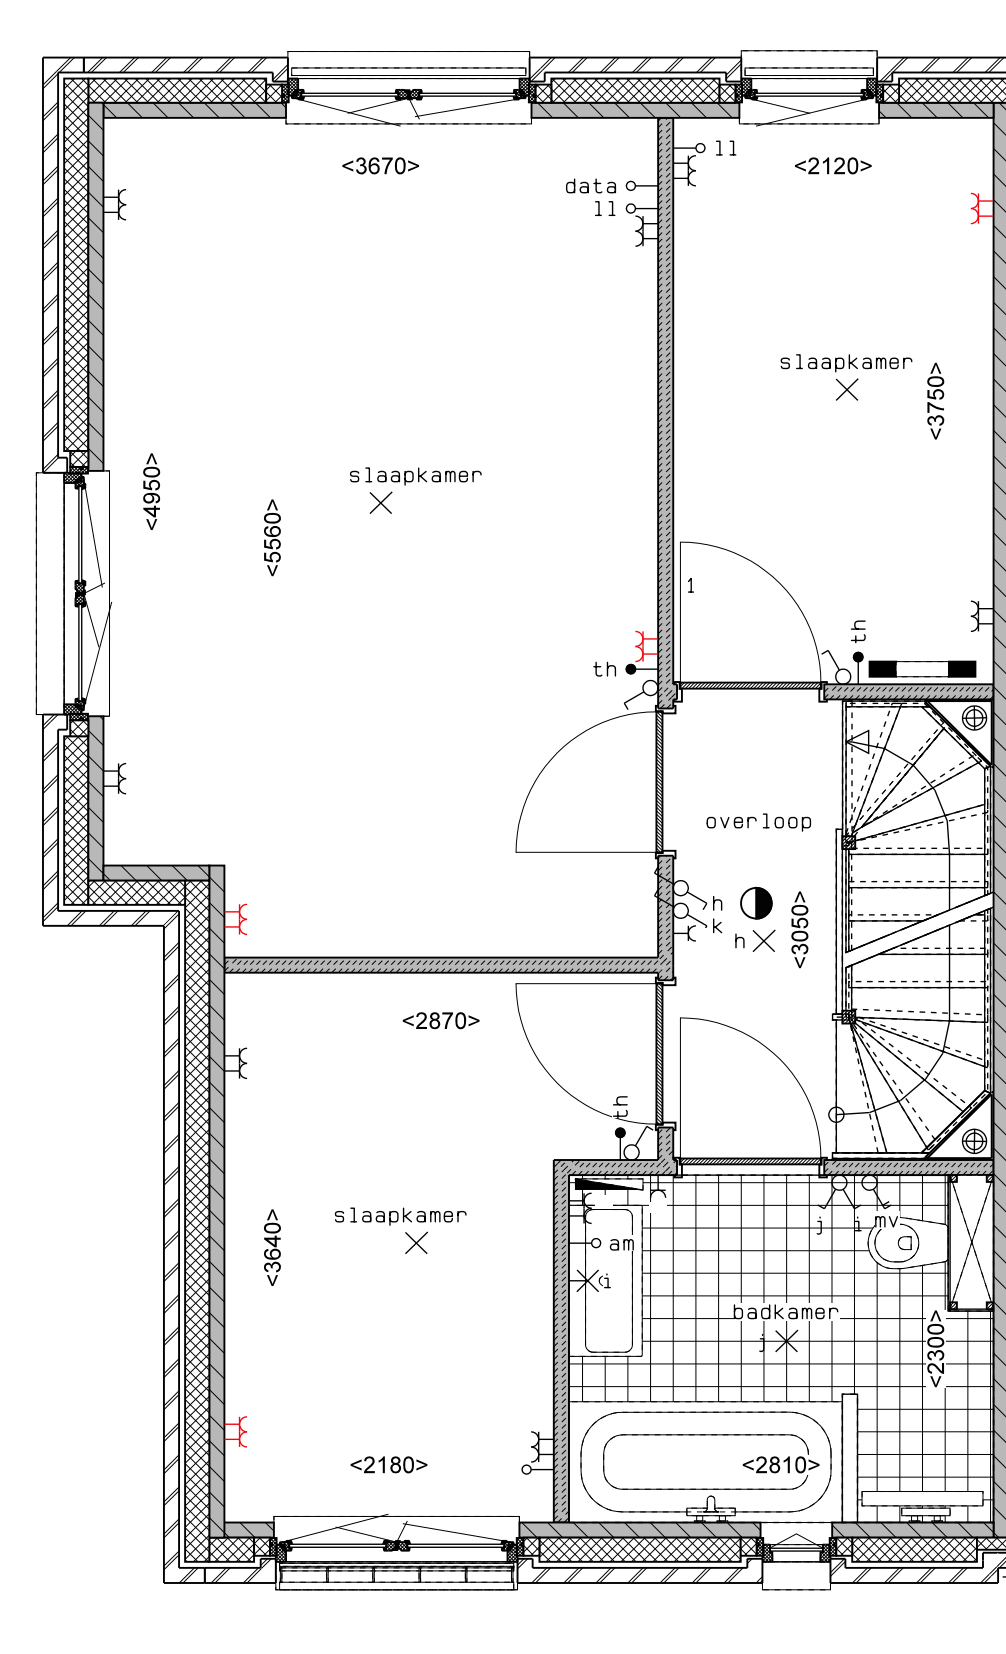 <3670>
<2120>
ll
data
ll
slaapkamer
<3750>
slaapkamer
<4950>
<5560>
1
th
th
overloop
h
k
h
<3050>
<2870>
th
slaapkamer
<3640>
j
i
mv
am
i
badkamer
j
<2300>
<2180>
<2810>